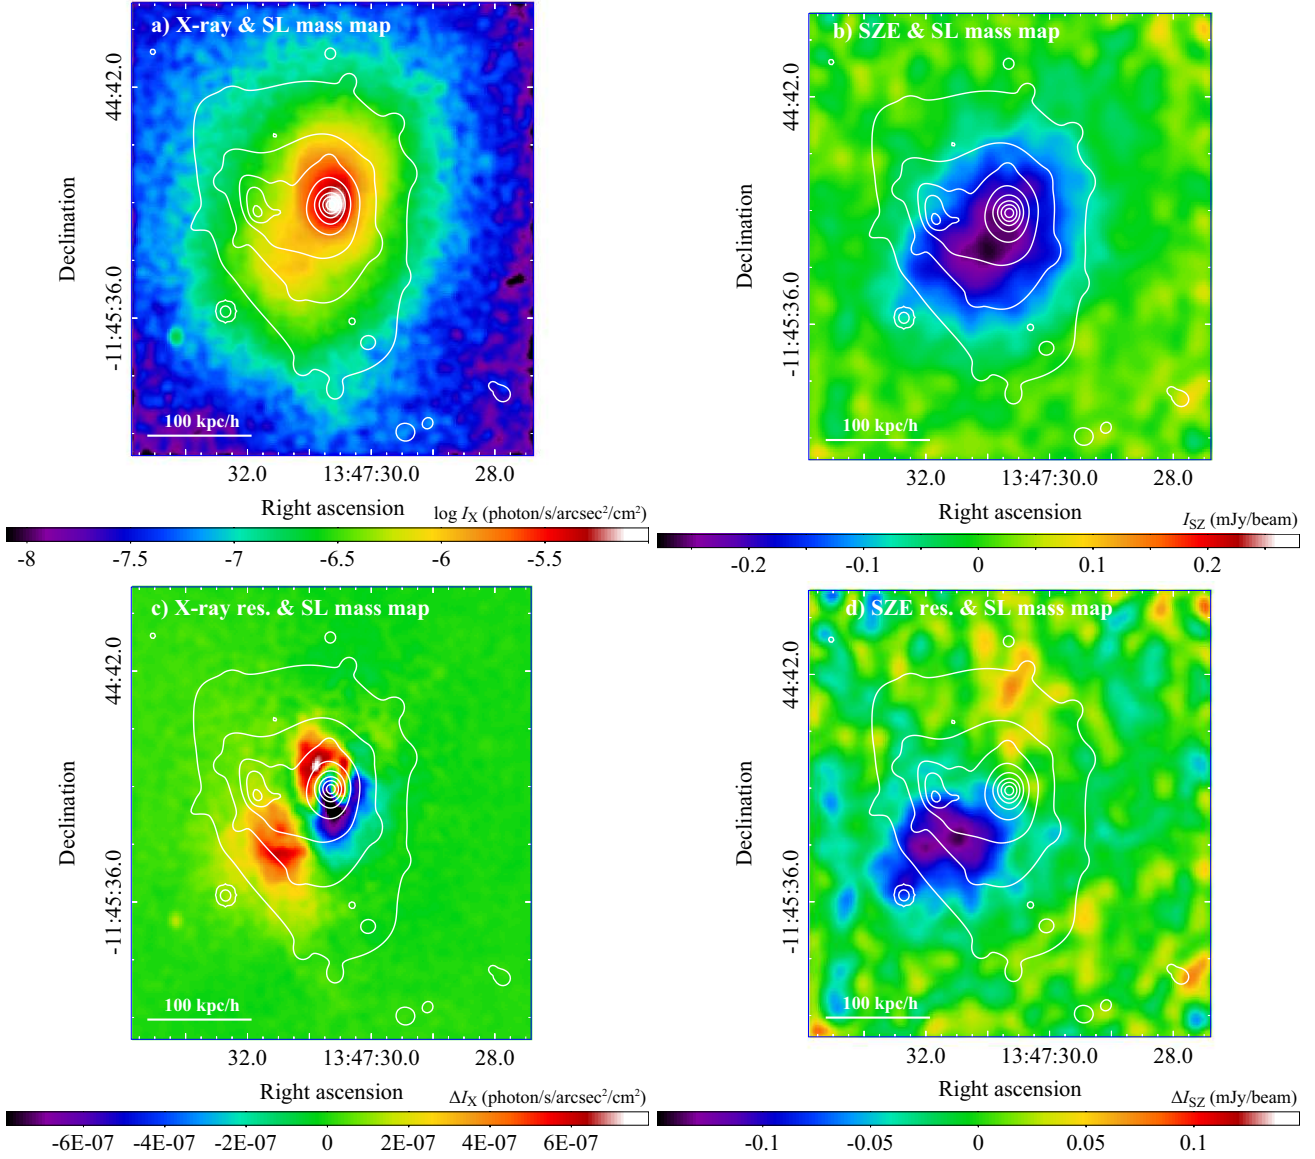 a) X-ray & SL mass map
44:42.0
Declination
-11:45:36.0
100 kpc/h
32.0 13:47:30.0 28.0
Right ascension
log I_X (photon/s/arcsec²/cm²)
-8 -7.5 -7 -6.5 -6 -5.5
b) SZE & SL mass map
44:42.0
Declination
-11:45:36.0
100 kpc/h
32.0 13:47:30.0 28.0
Right ascension
I_SZ (mJy/beam)
-0.2 -0.1 0 0.1 0.2
c) X-ray res. & SL mass map
44:42.0
Declination
-11:45:36.0
100 kpc/h
32.0 13:47:30.0 28.0
Right ascension
ΔI_X (photon/s/arcsec²/cm²)
-6E-07 -4E-07 -2E-07 0 2E-07 4E-07 6E-07
d) SZE res. & SL mass map
44:42.0
Declination
-11:45:36.0
100 kpc/h
32.0 13:47:30.0 28.0
Right ascension
ΔI_SZ (mJy/beam)
-0.1 -0.05 0 0.05 0.1